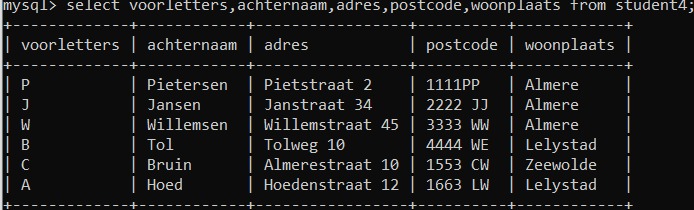 mysql> select voorletters,achternaam,adres,postcode,woonplaats from student4;
+-------------+------------+------------------+----------+------------+
| voorletters | achternaam | adres            | postcode | woonplaats |
+-------------+------------+------------------+----------+------------+
| P           | Pietersen  | Pietstraat 2     | 1111PP   | Almere     |
| J           | Jansen     | Janstraat 34     | 2222 JJ  | Almere     |
| W           | Willemsen  | Willemstraat 45  | 3333 WW  | Almere     |
| B           | Tol        | Tolweg 10        | 4444 WE  | Lelystad   |
| C           | Bruin      | Almerestraat 10  | 1553 CW  | Zeewolde   |
| A           | Hoed       | Hoedenstraat 12  | 1663 LW  | Lelystad   |
+-------------+------------+------------------+----------+------------+